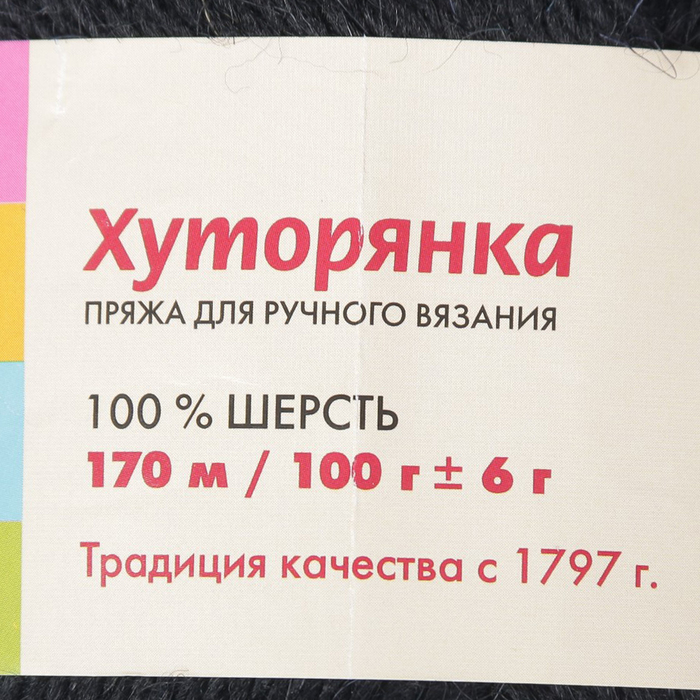 Хуторянка
ПРЯЖА ДЛЯ РУЧНОГО ВЯЗАНИЯ
100 % ШЕРСТЬ
170 м / 100 г ± 6 г
Традиция качества с 1797 г.